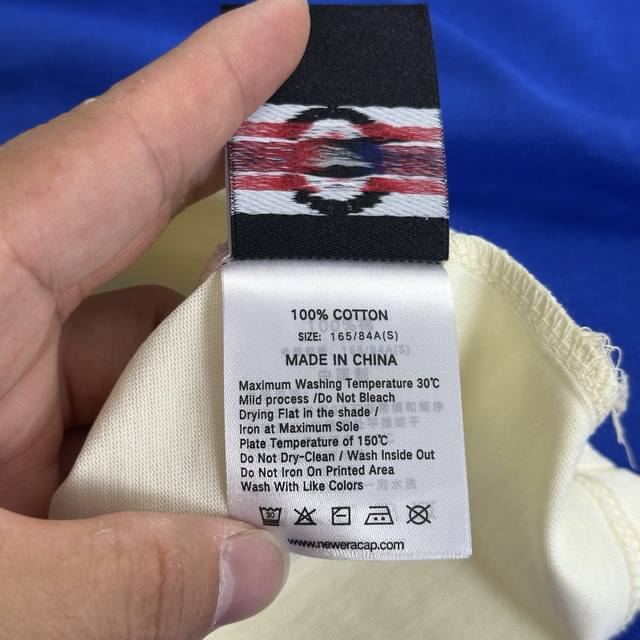 100% COTTON
SIZE: 165/84A(S)
MADE IN CHINA
Maximum Washing Temperature 30℃
Mild process /Do Not Bleach
Drying Flat in the shade /
Iron at Maximum Sole
Plate Temperature of 150℃
Do Not Dry-Clean / Wash Inside Out
Do Not Iron On Printed Area
Wash With Like Colors
30
www.neweracap.com